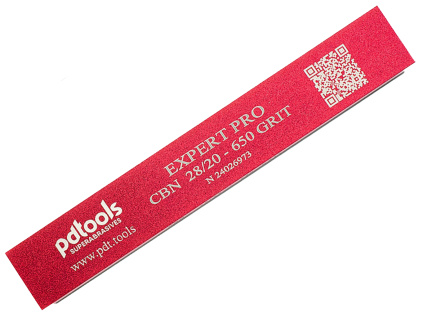 EXPERT PRO
CBN 28/20 - 650 GRIT
N 24026973
pdtools
SUPERABRASIVES
www.pdt.tools